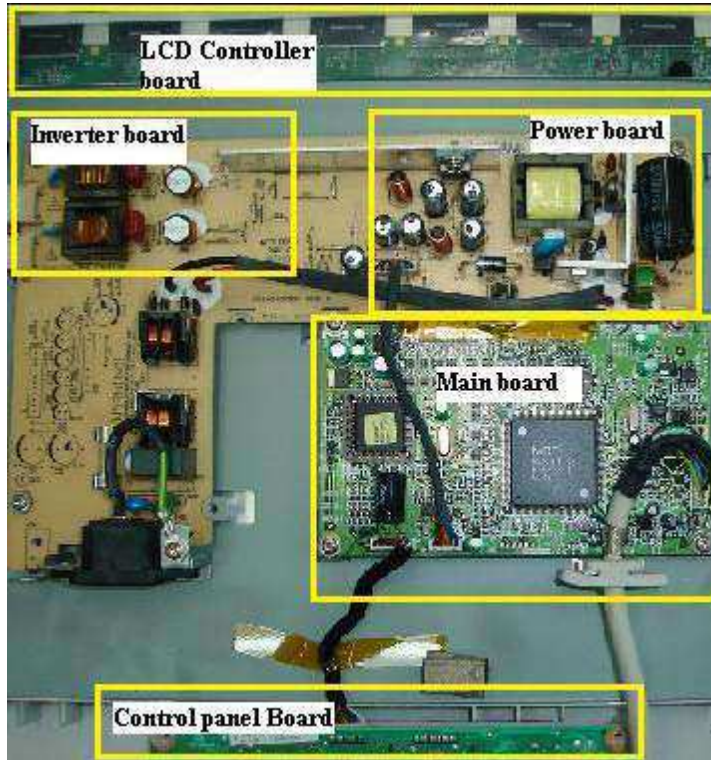 LCD Controller
board
Inverter board
Power board
Main board
Control panel Board